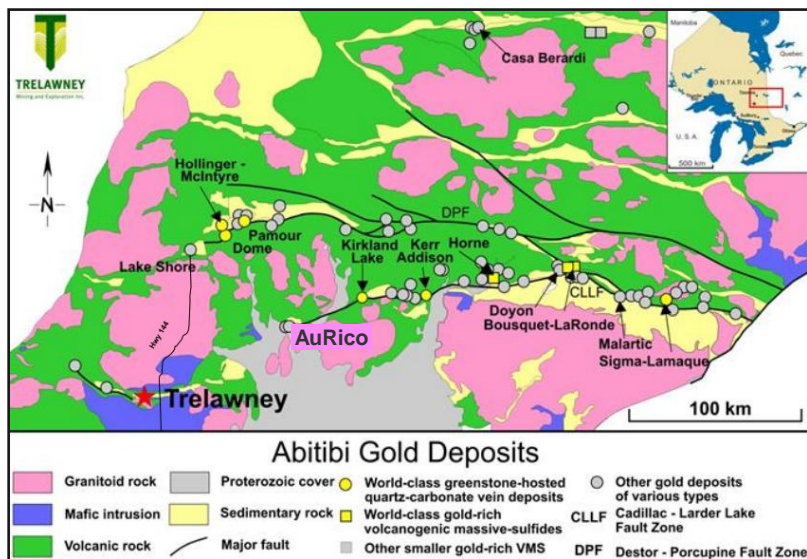 TRELAWNEY
Mining and Exploration Inc.
N
Casa Berardi
Hollinger -
McIntyre
Pamour
Dome
Lake Shore
Hwy 144
DPF
Kirkland
Lake
Kerr
Addison
Horne
Doyon
Bousquet-LaRonde
CLLF
Malartic
Sigma-Lamaque
AuRico
Trelawney
100 km
Manitoba
Quebec
ONTARIO
U.S.A.
500 km
Abitibi Gold Deposits
Granitoid rock
Mafic intrusion
Volcanic rock
Proterozoic cover
Sedimentary rock
Major fault
World-class greenstone-hosted
quartz-carbonate vein deposits
World-class gold-rich
volcanogenic massive-sulfides
Other smaller gold-rich VMS
Other gold deposits
of various types
CLLF Cadillac - Larder Lake
Fault Zone
DPF Destor - Porcupine Fault Zone